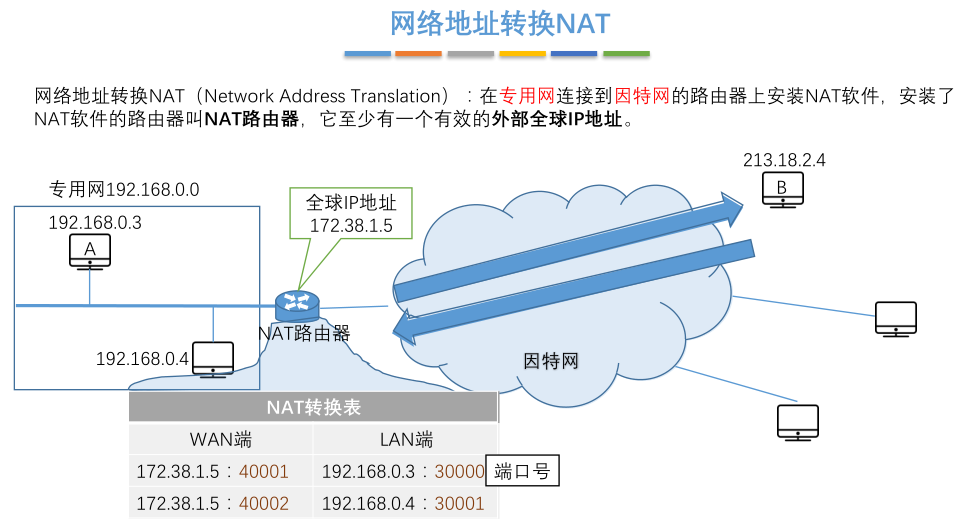 网络地址转换NAT
网络地址转换NAT（Network Address Translation）：在专用网连接到因特网的路由器上安装NAT软件，安装了
NAT软件的路由器叫NAT路由器，它至少有一个有效的外部全球IP地址。
213.18.2.4
B
专用网192.168.0.0
192.168.0.3
A
全球IP地址
172.38.1.5
NAT路由器
192.168.0.4
因特网
NAT转换表
WAN端 LAN端
172.38.1.5：40001 192.168.0.3：30000
端口号
172.38.1.5：40002 192.168.0.4：30001